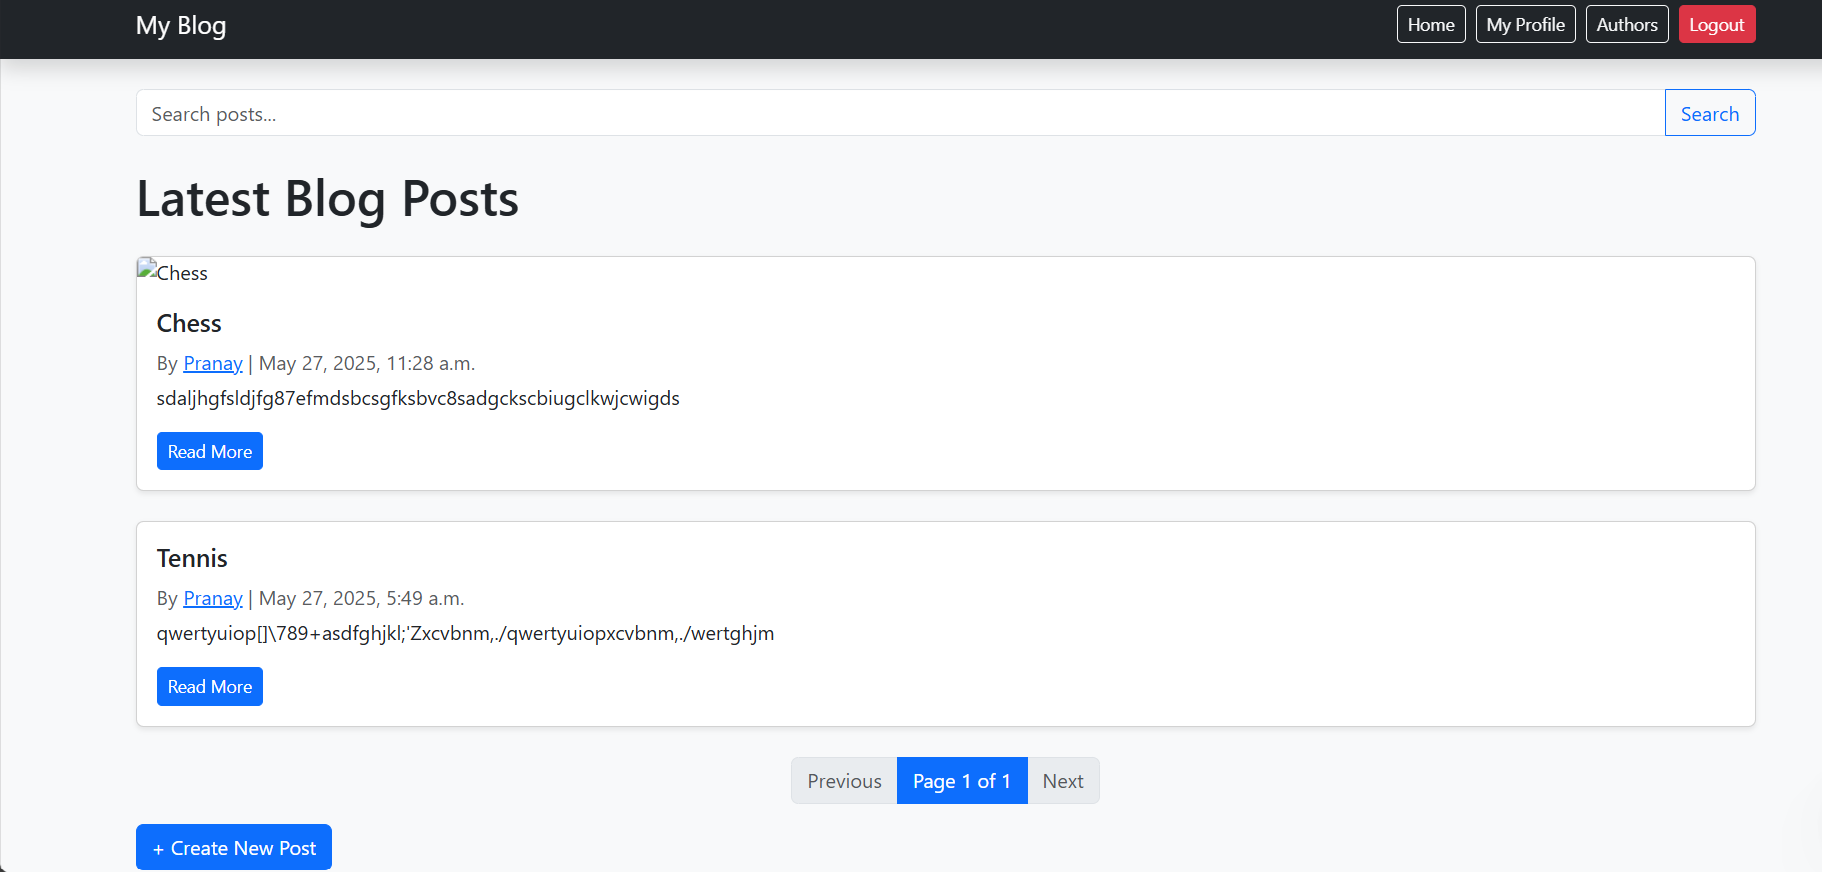 My Blog
Home My Profile Authors Logout
Search posts... Search
Latest Blog Posts
Chess
Chess
By Pranay | May 27, 2025, 11:28 a.m.
sdaljhgfsldjfg87efmdsbcsgfksbvc8sadgckscbiugclkwjcwigds
Read More
Tennis
By Pranay | May 27, 2025, 5:49 a.m.
qwertyuiop[]\789+asdfghjkl;'Zxcvbnm,./qwertyuiopxcvbnm,./wertghjm
Read More
Previous Page 1 of 1 Next
+ Create New Post